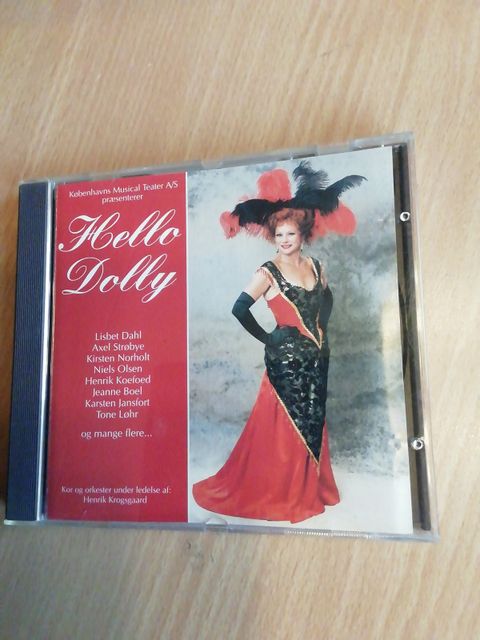 Københavns Musical Teater A/S
præsenterer
Hello
Dolly
Lisbet Dahl
Axel Strøbye
Kirsten Norholt
Niels Olsen
Henrik Koefoed
Jeanne Boel
Karsten Jansfort
Tone Løhr
og mange flere...
Kor og orkester under ledelse af:
Henrik Krogsgaard